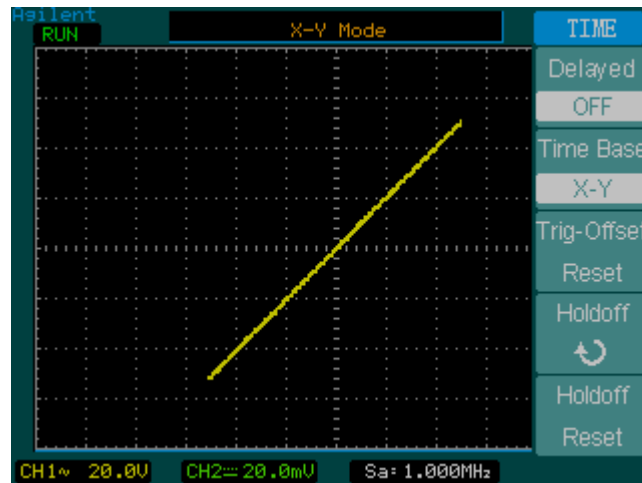 Agilent
RUN
X-Y Mode
TIME
Delayed
OFF
Time Base
X-Y
Trig-Offset
Reset
Holdoff
Holdoff
Reset
CH1~ 20.0V CH2⎓20.0mV Sa: 1.000MHz